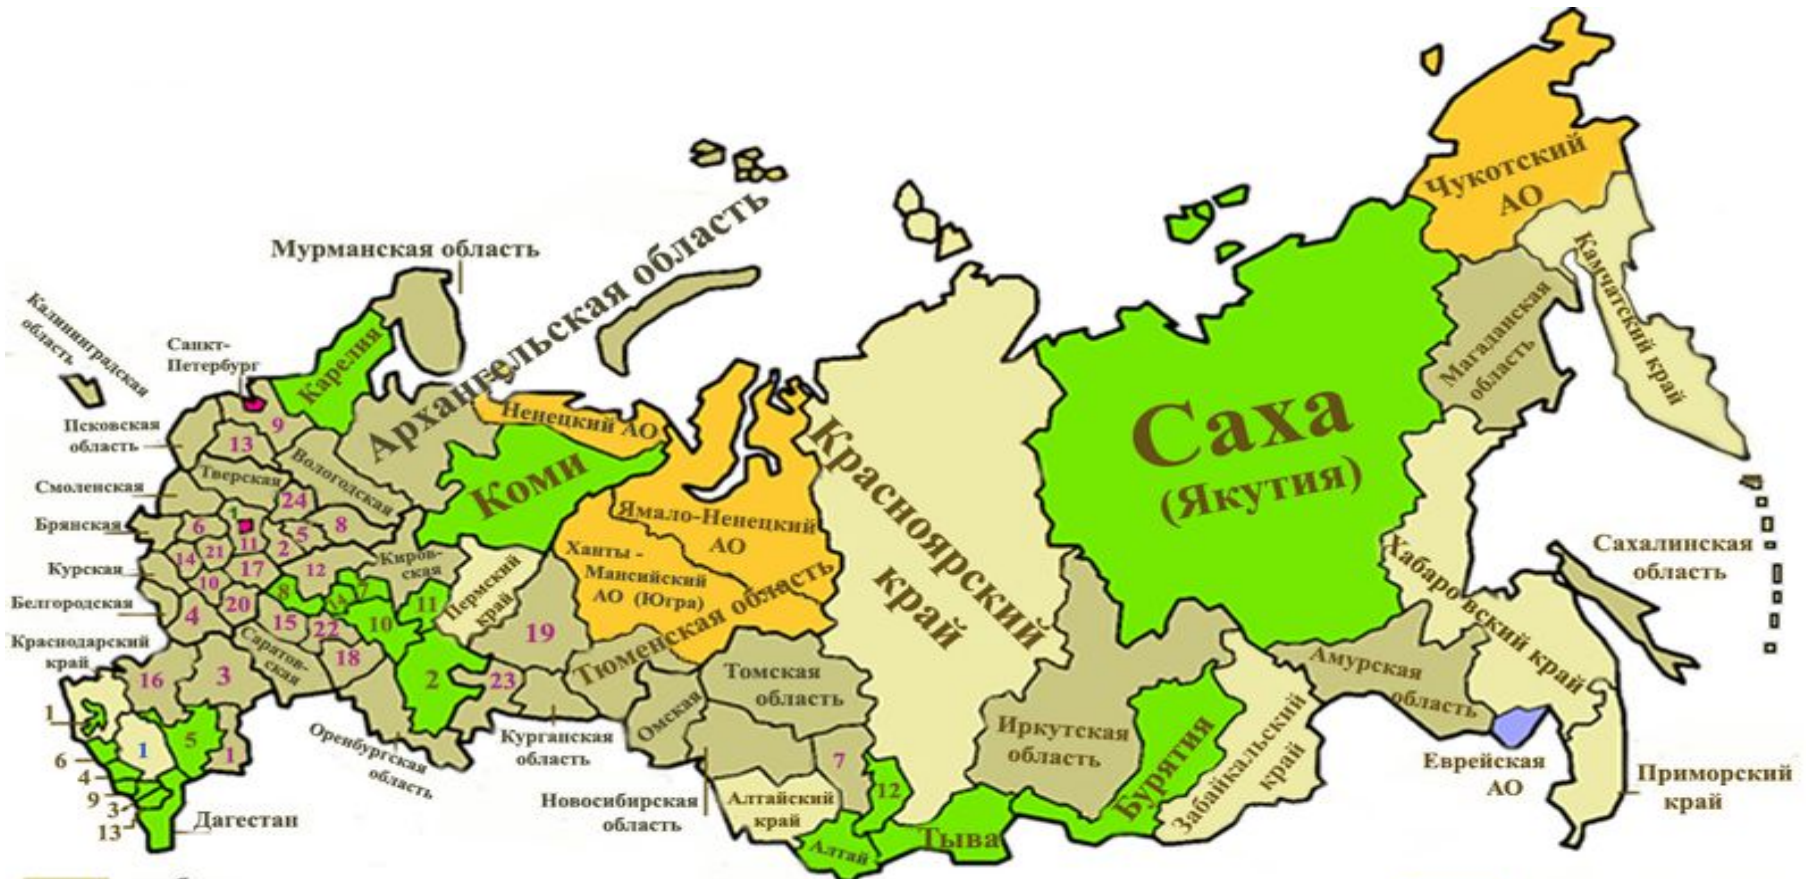 Чукотский
АО
Мурманская область
Архангельская область
Камчатский край
Калининградская
область
Санкт-
Петербург
Карелия
Магаданская
область
Саха
(Якутия)
Псковская
область
9
13
Ненецкий АО
Коми
Красноярский
край
Вологодская
Тверская
24
Смоленская
Ямало-Ненецкий
АО
Брянская
6
1
11
5
8
2
21
14
Киров-
ская
Ханты -
Мансийский
АО (Югра)
Хабаровский край
Сахалинская
область
Курская
10
17
12
Пермский
край
8
14
7
Белгородская
4
20
15
22
10
11
19
Тюменская область
Краснодарский
край
Саратов-
ская
18
16
3
2
23
Томская
область
Омская
Амурская
область
Иркутская
область
Бурятия
Забайкальский
край
1
1
5
1
Оренбургская
область
Курганская
область
6
4
9
3
13
Дагестан
Новосибирская
область
7
12
Алтайский
край
Алтай
Тыва
Еврейская
АО
Приморский
край